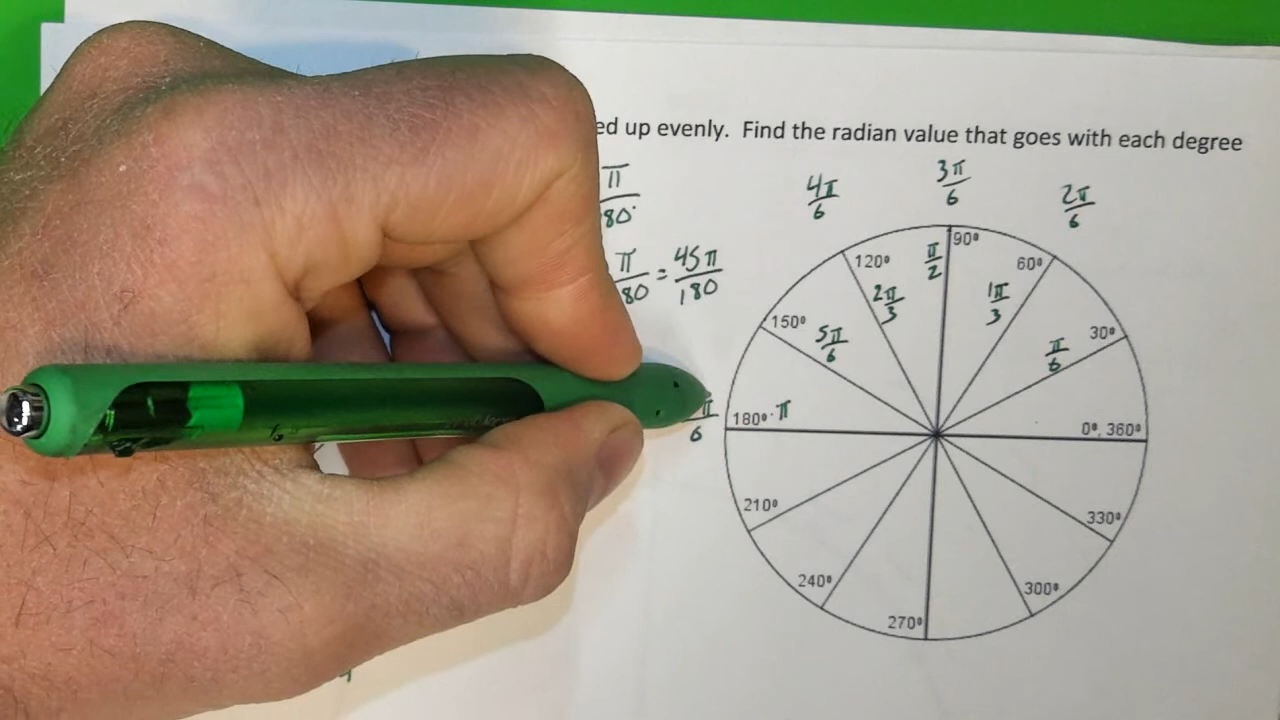 ed up evenly. Find the radian value that goes with each degree
π/80°
π/80 = 45π/180
4π/6
3π/6
2π/6
90°
120°
π/2
60°
2π/3
1π/3
150°
5π/6
30°
π/6
π/6
180° π
0°, 360°
210°
330°
240°
300°
270°